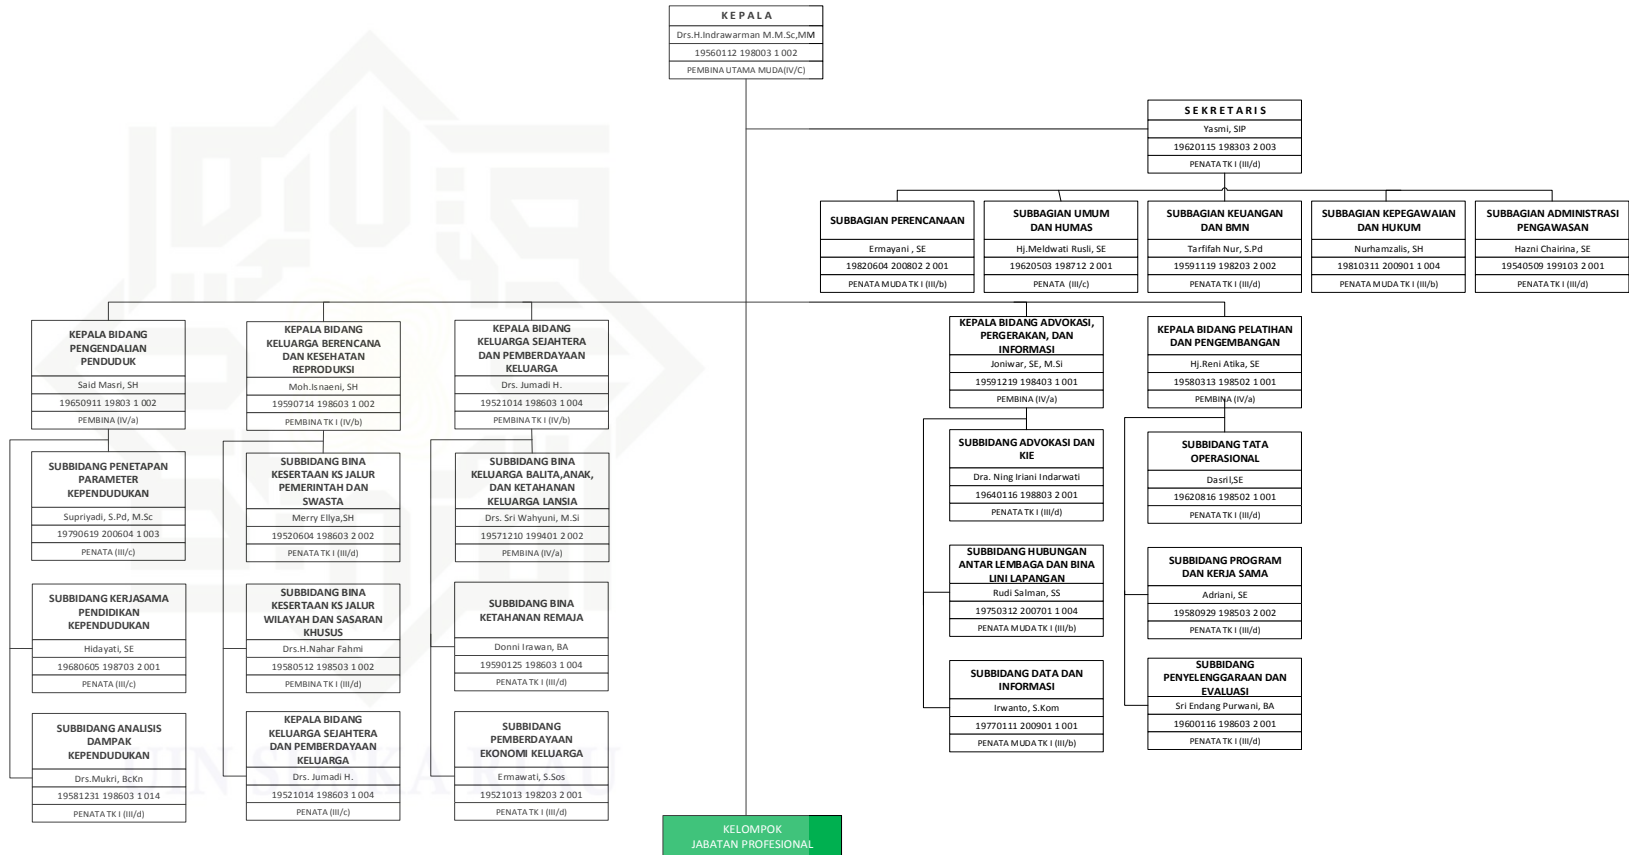 KEPALA
Drs.H.Indrawarman M.M.Sc,MM
19560112 198003 1 002
PEMBINA UTAMA MUDA(IV/C)
SEKRETARIS
Yasmi, SIP
19620115 198303 2 003
PENATA TK I (III/d)
SUBBAGIAN PERENCANAAN
Ermayani , SE
19820604 200802 2 001
PENATA MUDA TK I (III/b)
SUBBAGIAN UMUM
DAN HUMAS
Hj.Meldwati Rusli, SE
19620503 198712 2 001
PENATA (III/c)
SUBBAGIAN KEUANGAN
DAN BMN
Tarfifah Nur, S.Pd
19591119 198203 2 002
PENATA TK I (III/d)
SUBBAGIAN KEPEGAWAIAN
DAN HUKUM
Nurhamzalis, SH
19810311 200901 1 004
PENATA MUDA TK I (III/b)
SUBBAGIAN ADMINISTRASI
PENGAWASAN
Hazni Chairina, SE
19540509 199103 2 001
PENATA TK I (III/d)
KEPALA BIDANG
PENGENDALIAN
PENDUDUK
Said Masri, SH
19650911 19803 1 002
PEMBINA (IV/a)
KEPALA BIDANG
KELUARGA BERENCANA
DAN KESEHATAN
REPRODUKSI
Moh.Isnaeni, SH
19590714 198603 1 002
PEMBINA TK I (IV/b)
KEPALA BIDANG
KELUARGA SEJAHTERA
DAN PEMBERDAYAAN
KELUARGA
Drs. Jumadi H.
19521014 198603 1 004
PEMBINA TK I (IV/b)
KEPALA BIDANG ADVOKASI,
PERGERAKAN, DAN
INFORMASI
Joniwar, SE, M.Si
19591219 198403 1 001
PEMBINA (IV/a)
KEPALA BIDANG PELATIHAN
DAN PENGEMBANGAN
Hj.Reni Atika, SE
19580313 198502 1 001
PEMBINA (IV/a)
SUBBIDANG PENETAPAN
PARAMETER
KEPENDUDUKAN
Supriyadi, S.Pd, M.Sc
19790619 200604 1 003
PENATA (III/c)
SUBBIDANG BINA
KESERTAAN KS JALUR
PEMERINTAH DAN
SWASTA
Merry Ellya,SH
19520604 198603 2 002
PENATA TK I (III/d)
SUBBIDANG BINA
KELUARGA BALITA,ANAK,
DAN KETAHANAN
KELUARGA LANSIA
Drs. Sri Wahyuni, M.Si
19571210 199401 2 002
PEMBINA (IV/a)
SUBBIDANG ADVOKASI DAN
KIE
Dra. Ning Iriani Indarwati
19640116 198803 2 001
PENATA TK I (III/d)
SUBBIDANG TATA
OPERASIONAL
Dasril,SE
19620816 198502 1 001
PENATA TK I (III/d)
SUBBIDANG KERJASAMA
PENDIDIKAN
KEPENDUDUKAN
Hidayati, SE
19680605 198703 2 001
PENATA (III/c)
SUBBIDANG BINA
KESERTAAN KS JALUR
WILAYAH DAN SASARAN
KHUSUS
Drs.H.Nahar Fahmi
19580512 198503 1 002
PEMBINA TK I (III/d)
SUBBIDANG BINA
KETAHANAN REMAJA
Donni Irawan, BA
19590125 198603 1 004
PENATA TK I (III/d)
SUBBIDANG HUBUNGAN
ANTAR LEMBAGA DAN BINA
LINI LAPANGAN
Rudi Salman, SS
19750312 200701 1 004
PENATA MUDA TK I (III/b)
SUBBIDANG PROGRAM
DAN KERJA SAMA
Adriani, SE
19580929 198503 2 002
PENATA TK I (III/d)
SUBBIDANG ANALISIS
DAMPAK
KEPENDUDUKAN
Drs.Mukri, BcKn
19581231 198603 1 014
PENATA TK I (III/d)
KEPALA BIDANG
KELUARGA SEJAHTERA
DAN PEMBERDAYAAN
KELUARGA
Drs. Jumadi H.
19521014 198603 1 004
PENATA (III/c)
SUBBIDANG
PEMBERDAYAAN
EKONOMI KELUARGA
Ermawati, S.Sos
19521013 198203 2 001
PENATA TK I (III/d)
SUBBIDANG DATA DAN
INFORMASI
Irwanto, S.Kom
19770111 200901 1 001
PENATA MUDA TK I (III/b)
SUBBIDANG
PENYELENGGARAAN DAN
EVALUASI
Sri Endang Purwani, BA
19600116 198603 2 001
PENATA TK I (III/d)
UIN SUSKA RIAU
KELOMPOK
JABATAN PROFESIONAL